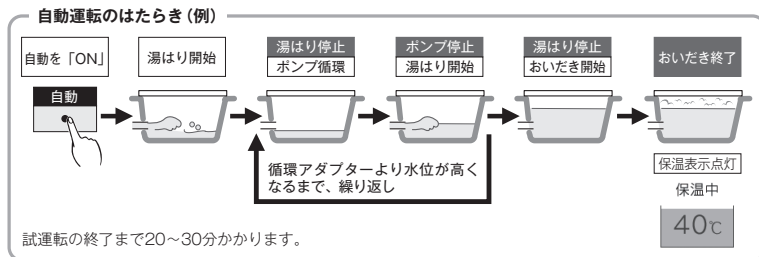 自動運転のはたらき(例)
自動を「ON」
湯はり開始
湯はり停止
ポンプ循環
ポンプ停止
湯はり開始
湯はり停止
おいだき開始
おいだき終了
自動
循環アダプターより水位が高く
なるまで、繰り返し
保温表示点灯
保温中
40℃
試運転の終了まで20〜30分かかります。